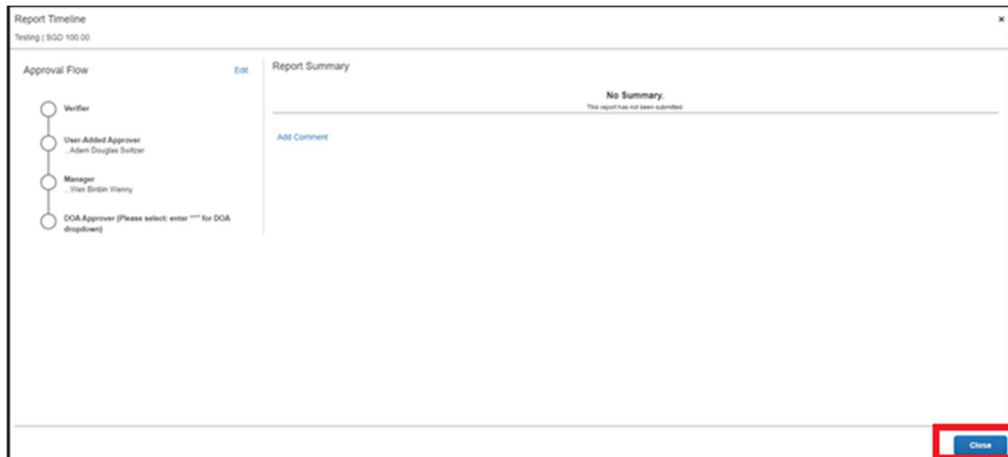 Report Timeline
Testing | SGD 100.00
Approval Flow
Edit
Verifier
User-Added Approver
., Adam Douglas Switzer
Manager
., Wen Binbin Wenny
DOA Approver (Please select: enter "*" for DOA
dropdown)
Report Summary
No Summary.
This report has not been submitted
Add Comment
Close